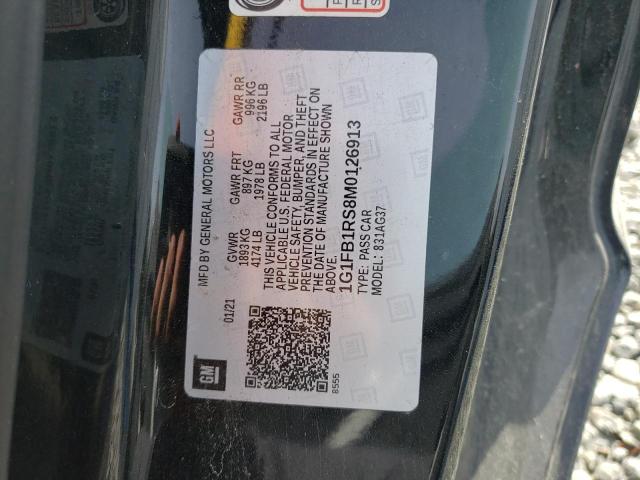 MFD BY GENERAL MOTORS LLC
01/21
GVWR GAWR FRT GAWR RR
1893 KG 897 KG 996 KG
4174 LB 1978 LB 2196 LB
THIS VEHICLE CONFORMS TO ALL
APPLICABLE U.S. FEDERAL MOTOR
VEHICLE SAFETY, BUMPER, AND THEFT
PREVENTION STANDARDS IN EFFECT ON
THE DATE OF MANUFACTURE SHOWN
ABOVE.
1G1FB1RS8M0126913
TYPE: PASS CAR
MODEL: 831AG37
GM
8555